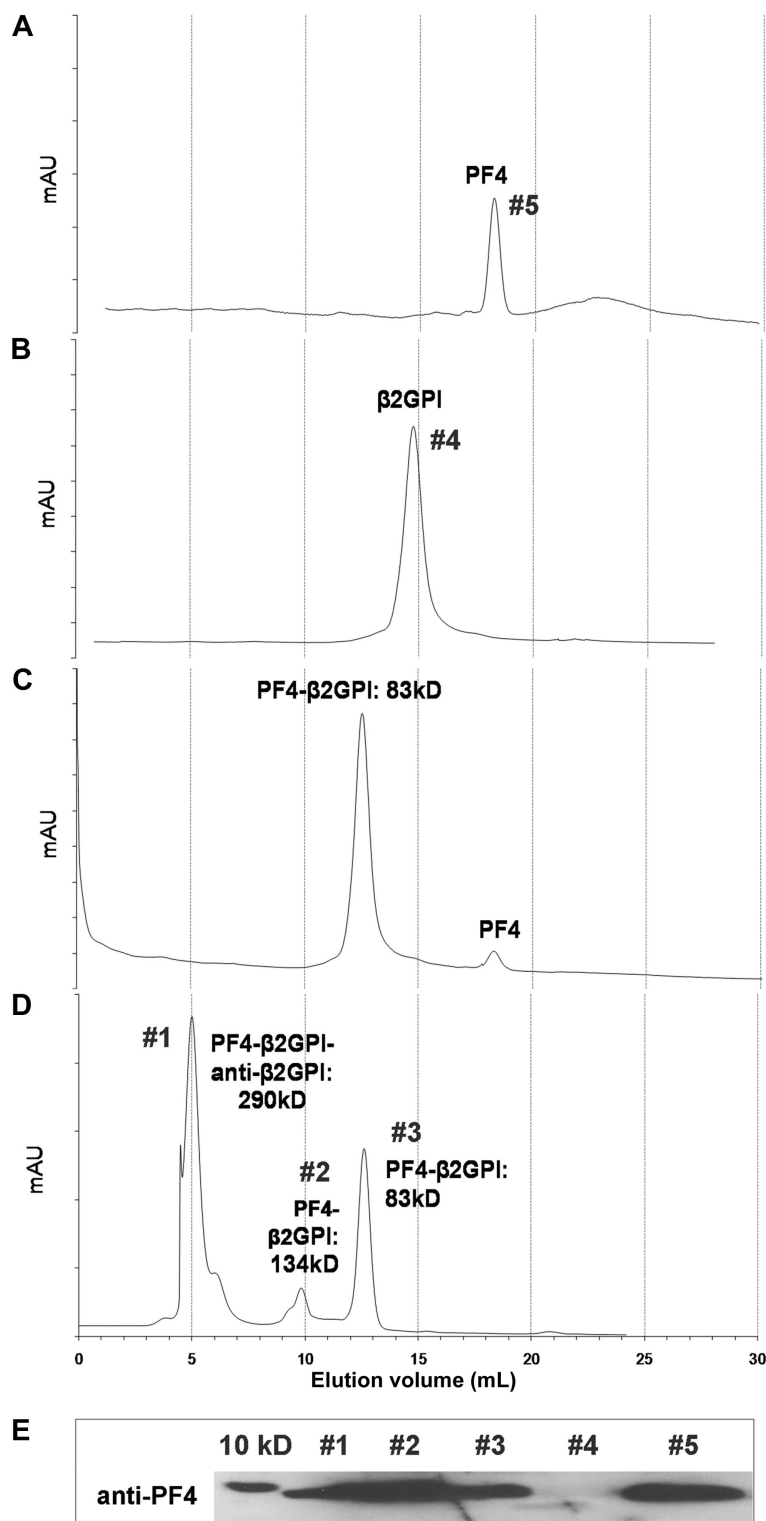 A
mAU
PF4
#5
B
mAU
β2GPI
#4
C
mAU
PF4-β2GPI: 83kD
PF4
D
mAU
#1
PF4-β2GPI-
anti-β2GPI:
290kD
#2
PF4-
β2GPI:
134kD
#3
PF4-β2GPI:
83kD
0 5 10 15 20 25 30
Elution volume (mL)
E
10 kD #1 #2 #3 #4 #5
anti-PF4